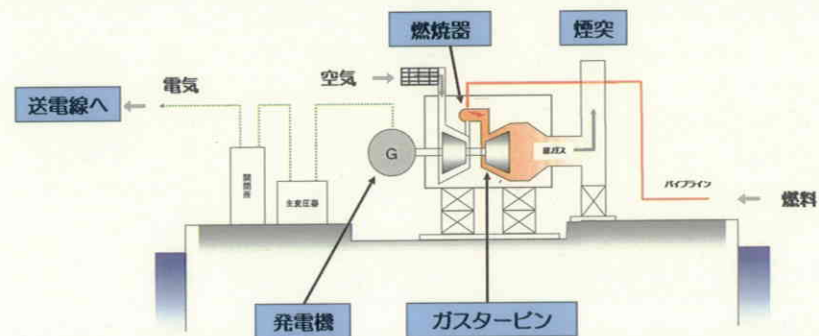 燃焼器
煙突
電気
空気
送電線へ
G
排ガス
開閉所
主変圧器
パイプライン
燃料
発電機
ガスタービン